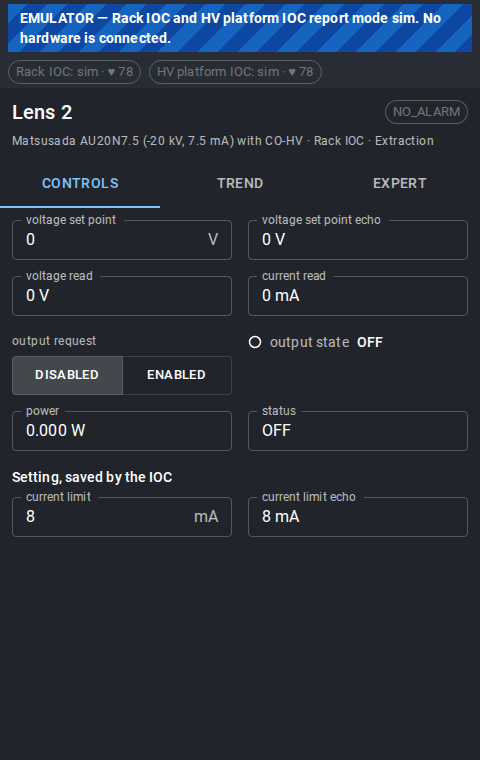 EMULATOR — Rack IOC and HV platform IOC report mode sim. No
hardware is connected.
Rack IOC: sim · ♥ 78
HV platform IOC: sim · ♥ 78
Lens 2
NO_ALARM
Matsusada AU20N7.5 (-20 kV, 7.5 mA) with CO-HV · Rack IOC · Extraction
CONTROLS
TREND
EXPERT
voltage set point
0 V
voltage set point echo
0 V
voltage read
0 V
current read
0 mA
output request
DISABLED
ENABLED
output state OFF
power
0.000 W
status
OFF
Setting, saved by the IOC
current limit
8 mA
current limit echo
8 mA